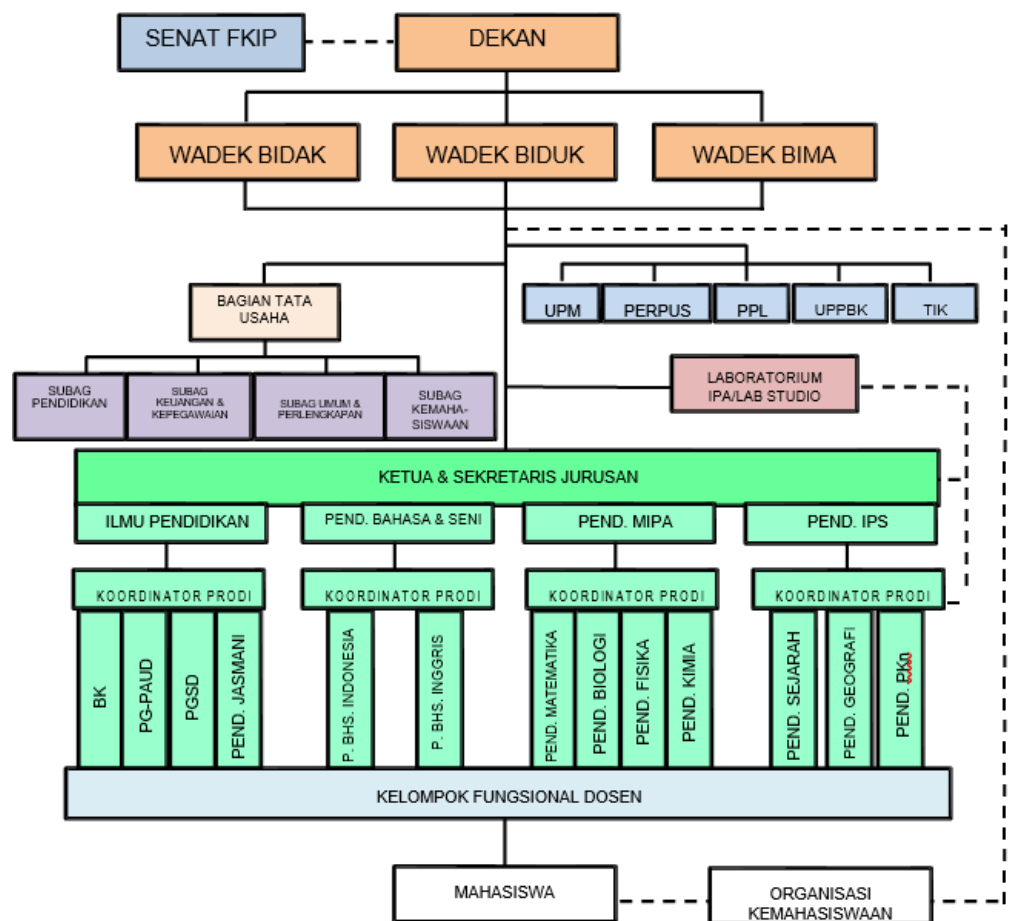 SENAT FKIP
DEKAN
WADEK BIDAK
WADEK BIDUK
WADEK BIMA
BAGIAN TATA
USAHA
UPM
PERPUS
PPL
UPPBK
TIK
SUBAG
PENDIDIKAN
SUBAG
KEUANGAN &
KEPEGAWAIAN
SUBAG UMUM &
PERLENGKAPAN
SUBAG
KEMAHA-
SISWAAN
LABORATORIUM
IPA/LAB STUDIO
KETUA & SEKRETARIS JURUSAN
ILMU PENDIDIKAN
PEND. BAHASA & SENI
PEND. MIPA
PEND. IPS
KOORDINATOR PRODI
KOORDINATOR PRODI
KOORDINATOR PRODI
KOORDINATOR PRODI
BK
PG-PAUD
PGSD
PEND. JASMANI
P. BHS. INDONESIA
P. BHS. INGGRIS
PEND. MATEMATIKA
PEND. BIOLOGI
PEND. FISIKA
PEND. KIMIA
PEND. SEJARAH
PEND. GEOGRAFI
PEND. PKn
KELOMPOK FUNGSIONAL DOSEN
MAHASISWA
ORGANISASI
KEMAHASISWAAN